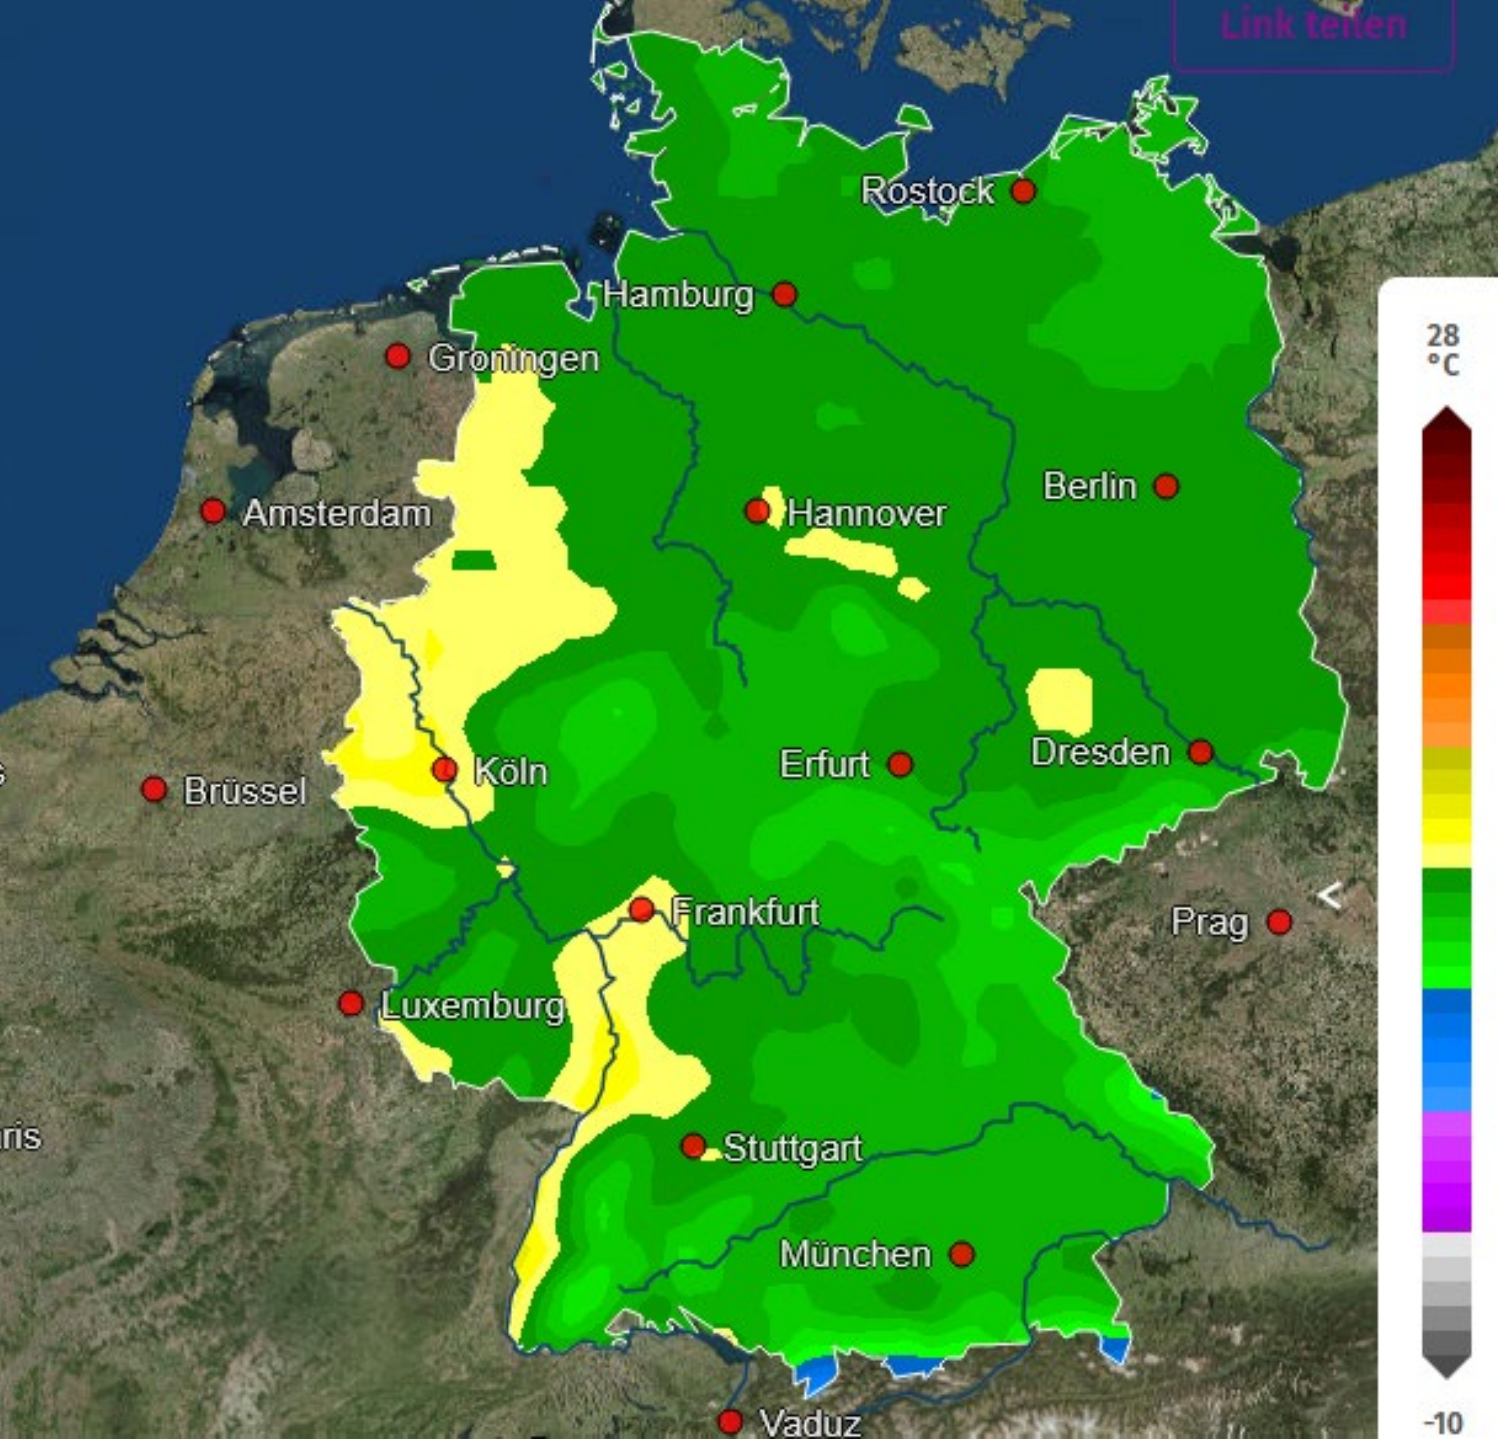 Link teilen
Rostock
Hamburg
Groningen
28
°C
Berlin
Amsterdam
Hannover
Dresden
Erfurt
Köln
Brüssel
<
Frankfurt
Prag
Luxemburg
ris
Stuttgart
München
Vaduz
-10